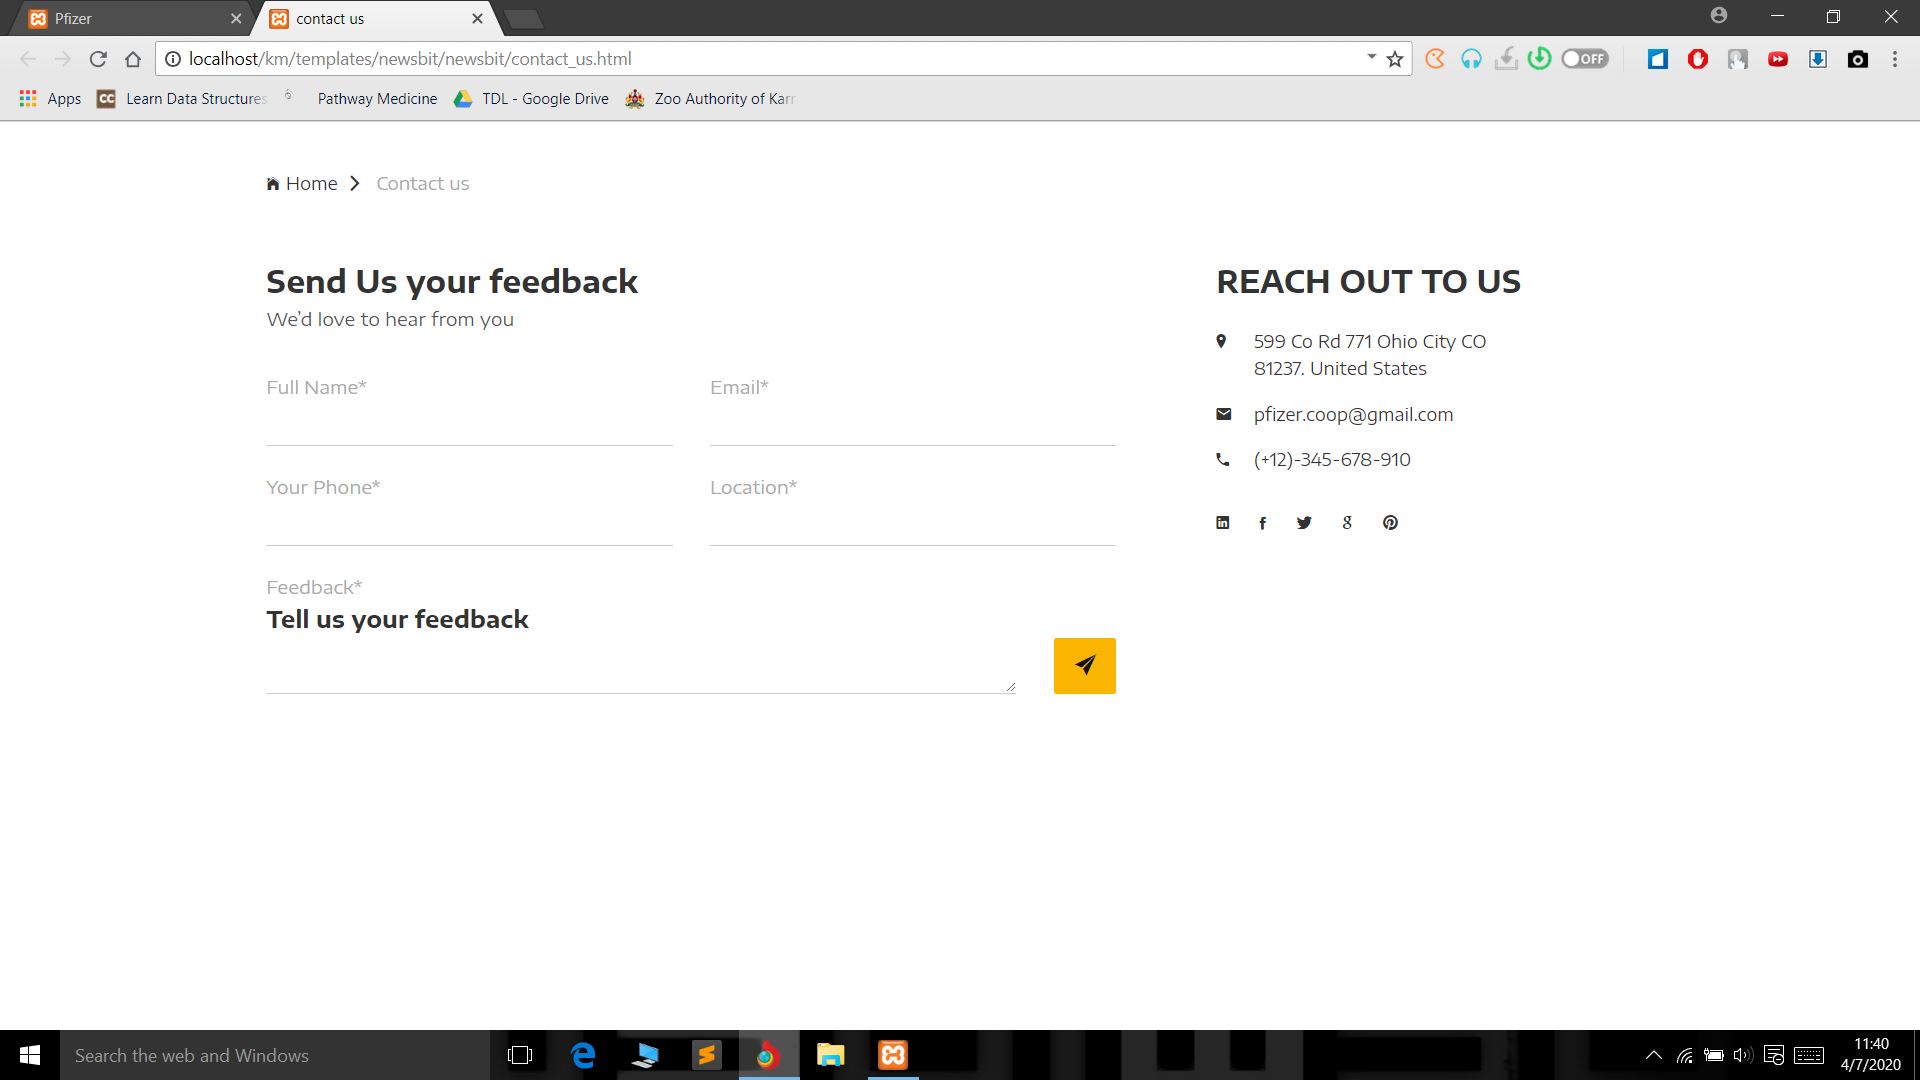 Pfizer
contact us
localhost/km/templates/newsbit/newsbit/contact_us.html
OFF
Apps
CC
Learn Data Structures
Pathway Medicine
TDL - Google Drive
Zoo Authority of Karn
Home
Contact us
Send Us your feedback
We’d love to hear from you
Full Name*
Email*
Your Phone*
Location*
Feedback*
Tell us your feedback
REACH OUT TO US
599 Co Rd 771 Ohio City CO
81237. United States
pfizer.coop@gmail.com
(+12)-345-678-910
Search the web and Windows
11:40
4/7/2020